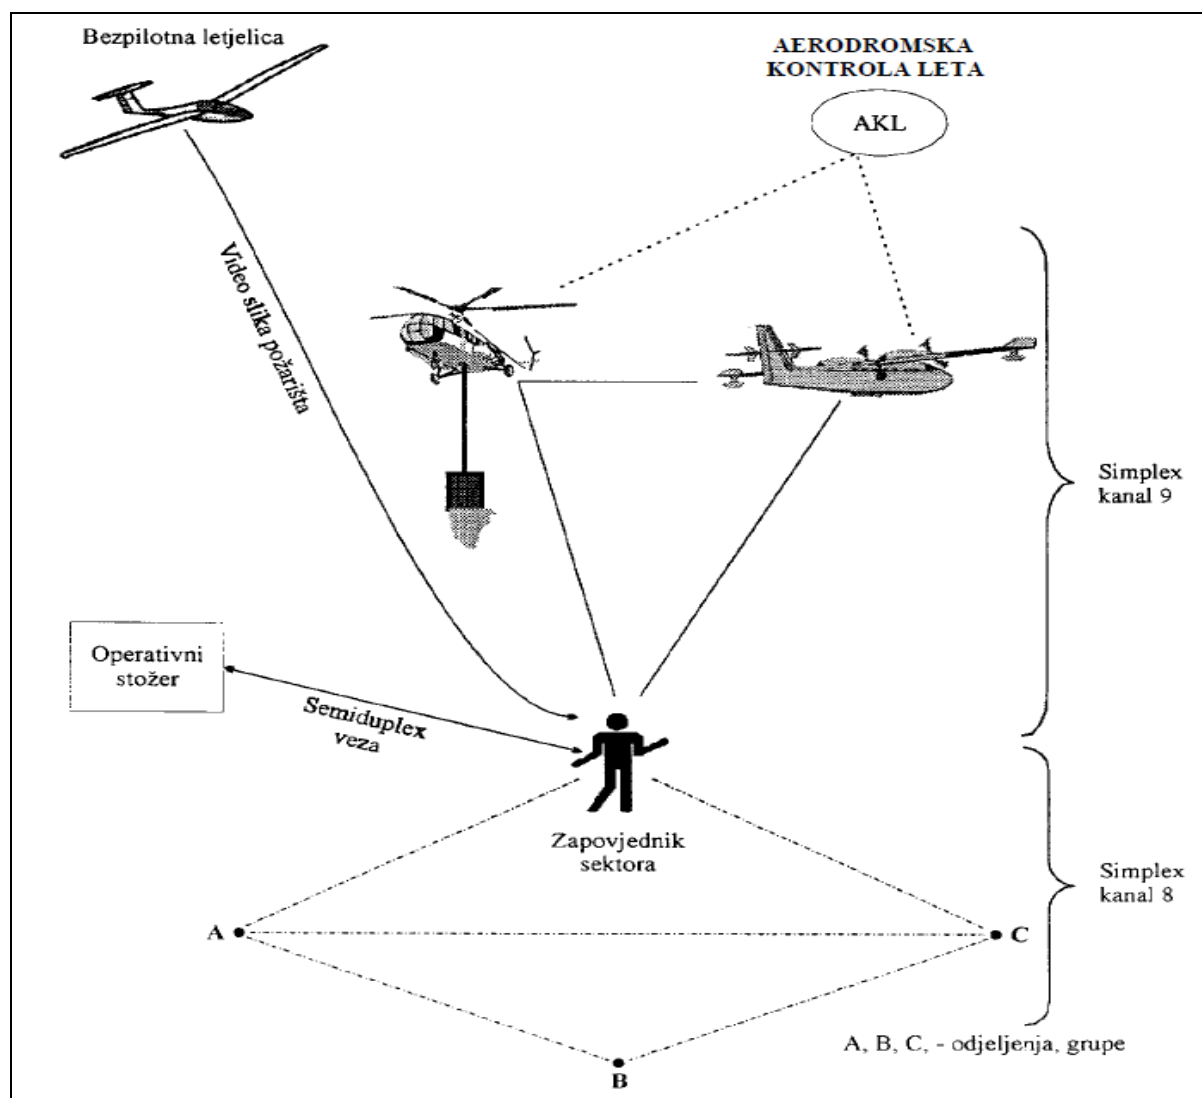 Bezpilotna letjelica
AERODROMSKA
KONTROLA LETA
AKL
Video slika požarišta
Simplex
kanal 9
Operativni
stožer
Semiduplex
veza
Zapovjednik
sektora
Simplex
kanal 8
A
C
A, B, C, - odjeljenja, grupe
B